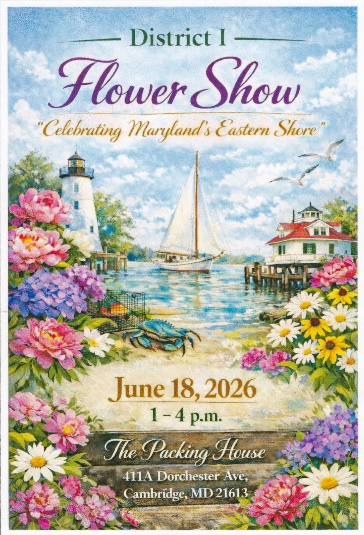 District I
Flower Show
"Celebrating Maryland's Eastern Shore"
June 18, 2026
1 – 4 p.m.
The Packing House
411A Dorchester Ave,
Cambridge, MD 21613